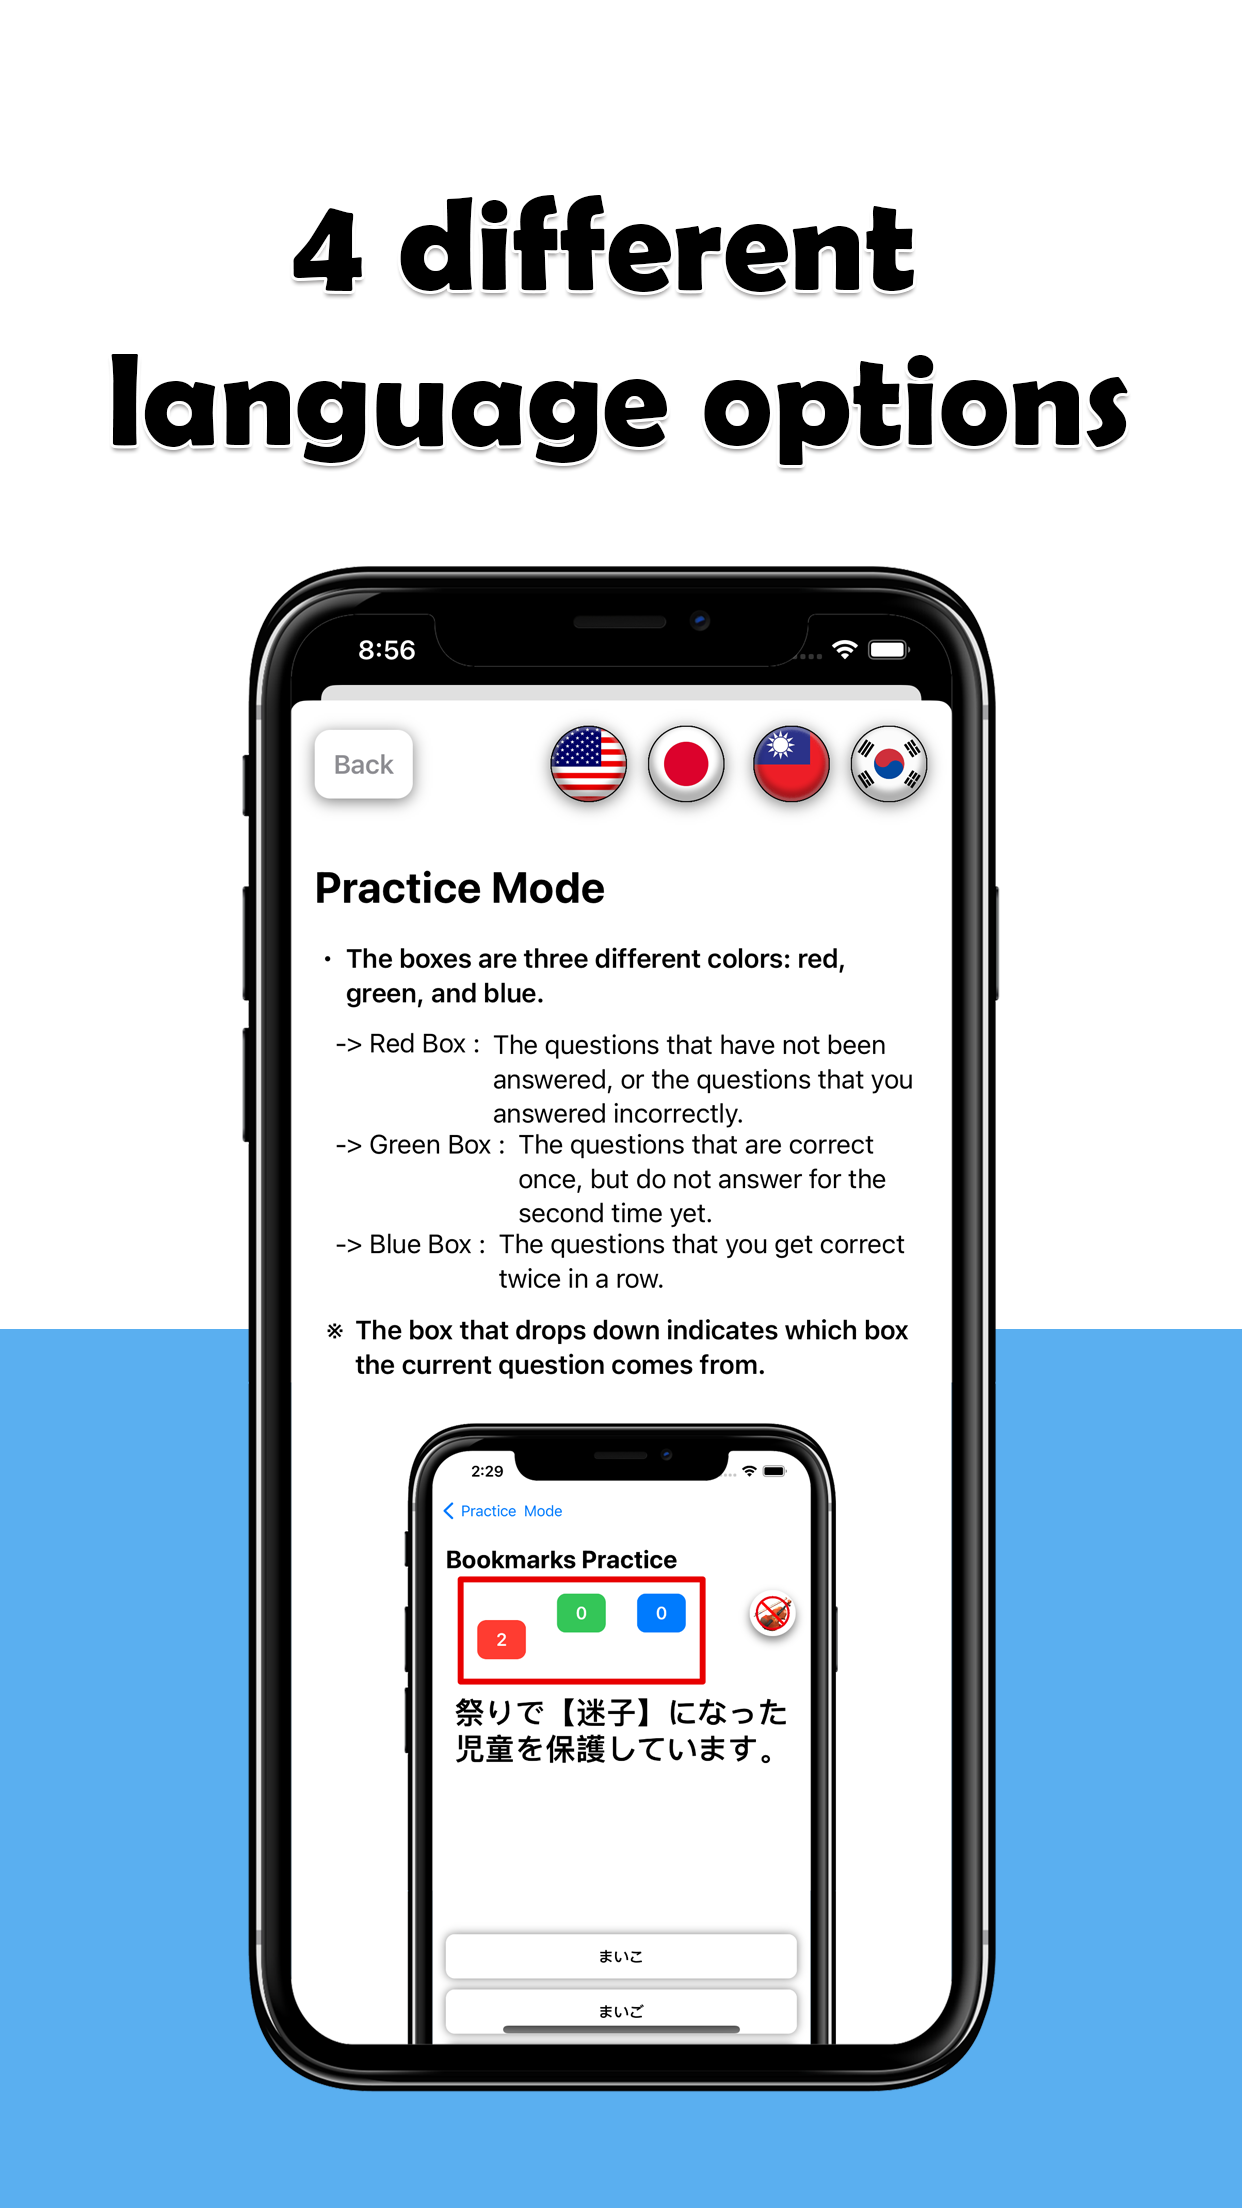 4 different
language options
8:56
Back
Practice Mode
・ The boxes are three different colors: red,
green, and blue.
-> Red Box : The questions that have not been
answered, or the questions that you
answered incorrectly.
-> Green Box : The questions that are correct
once, but do not answer for the
second time yet.
-> Blue Box : The questions that you get correct
twice in a row.
※ The box that drops down indicates which box
the current question comes from.
2:29
Practice Mode
Bookmarks Practice
2 0 0
祭りで【迷子】になった
児童を保護しています。
まいこ
まいご